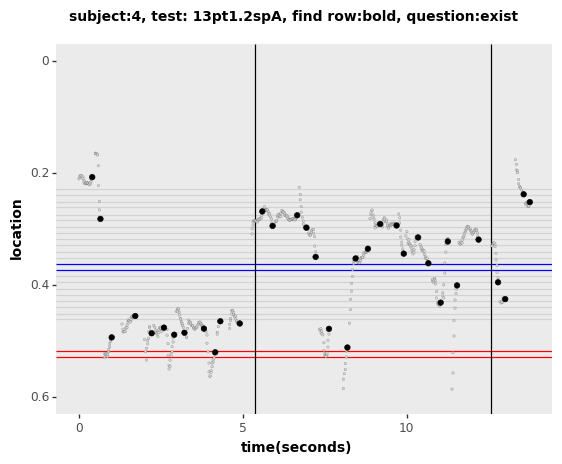 subject:4, test: 13pt1.2spA, find row:bold, question:exist
0
0.2
0.4
0.6
location
0
5
10
time(seconds)